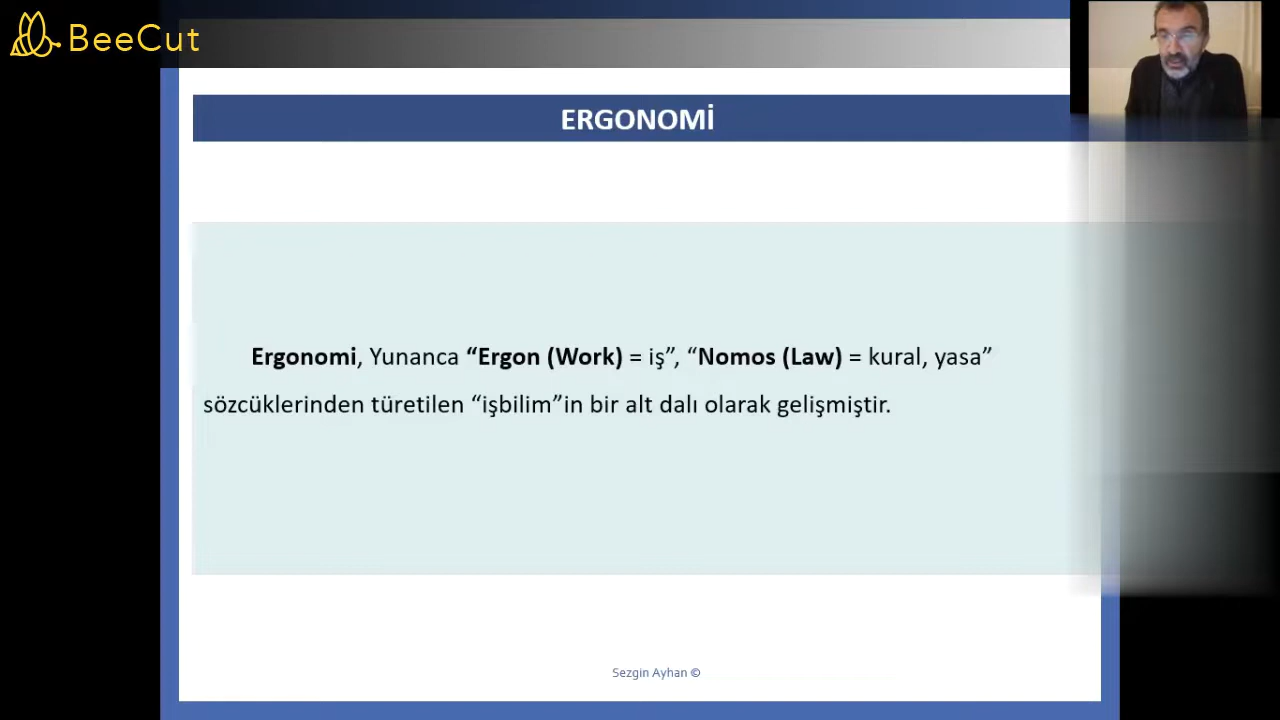 BeeCut
ERGONOMİ
Ergonomi, Yunanca “Ergon (Work) = iş”, “Nomos (Law) = kural, yasa”
sözcüklerinden türetilen “işbilim”in bir alt dalı olarak gelişmiştir.
Sezgin Ayhan ©